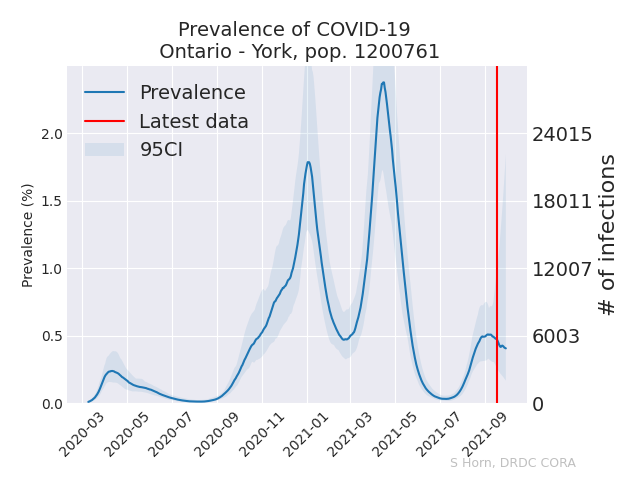 Prevalence of COVID-19
Ontario - York, pop. 1200761
Prevalence
Latest data
95CI
Prevalence (%)
2.0
1.5
1.0
0.5
0.0
24015
18011
12007
6003
0
# of infections
2020-03
2020-05
2020-07
2020-09
2020-11
2021-01
2021-03
2021-05
2021-07
2021-09
S Horn, DRDC CORA